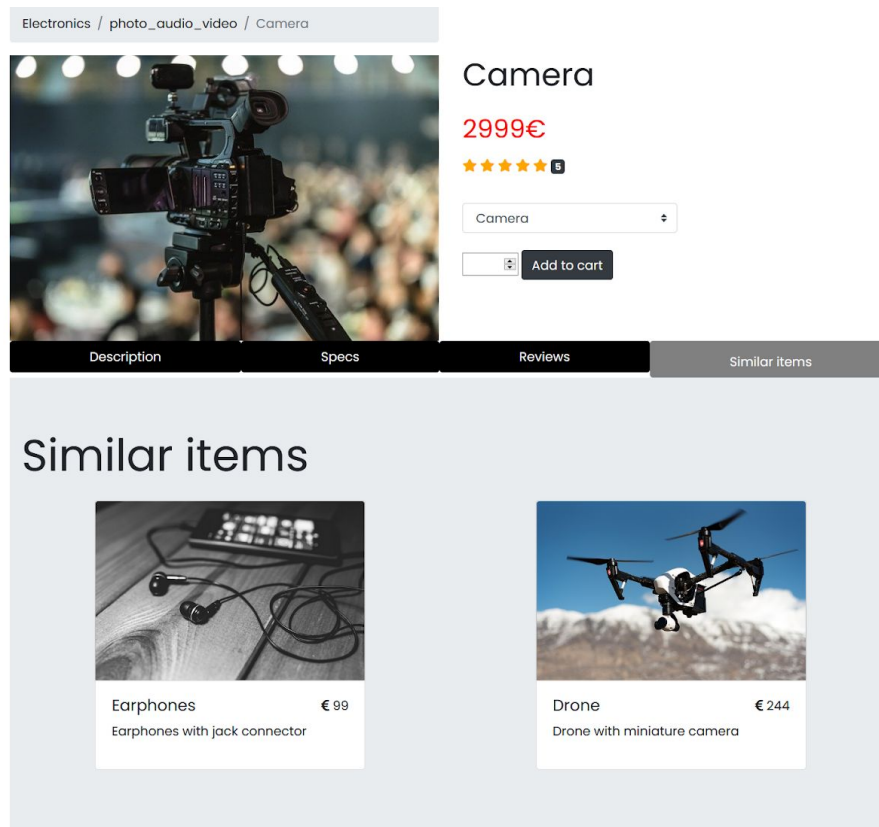 Electronics / photo_audio_video / Camera
Camera
2999€
5
Camera
Add to cart
Description Specs Reviews Similar items
Similar items
Earphones € 99
Earphones with jack connector
Drone € 244
Drone with miniature camera